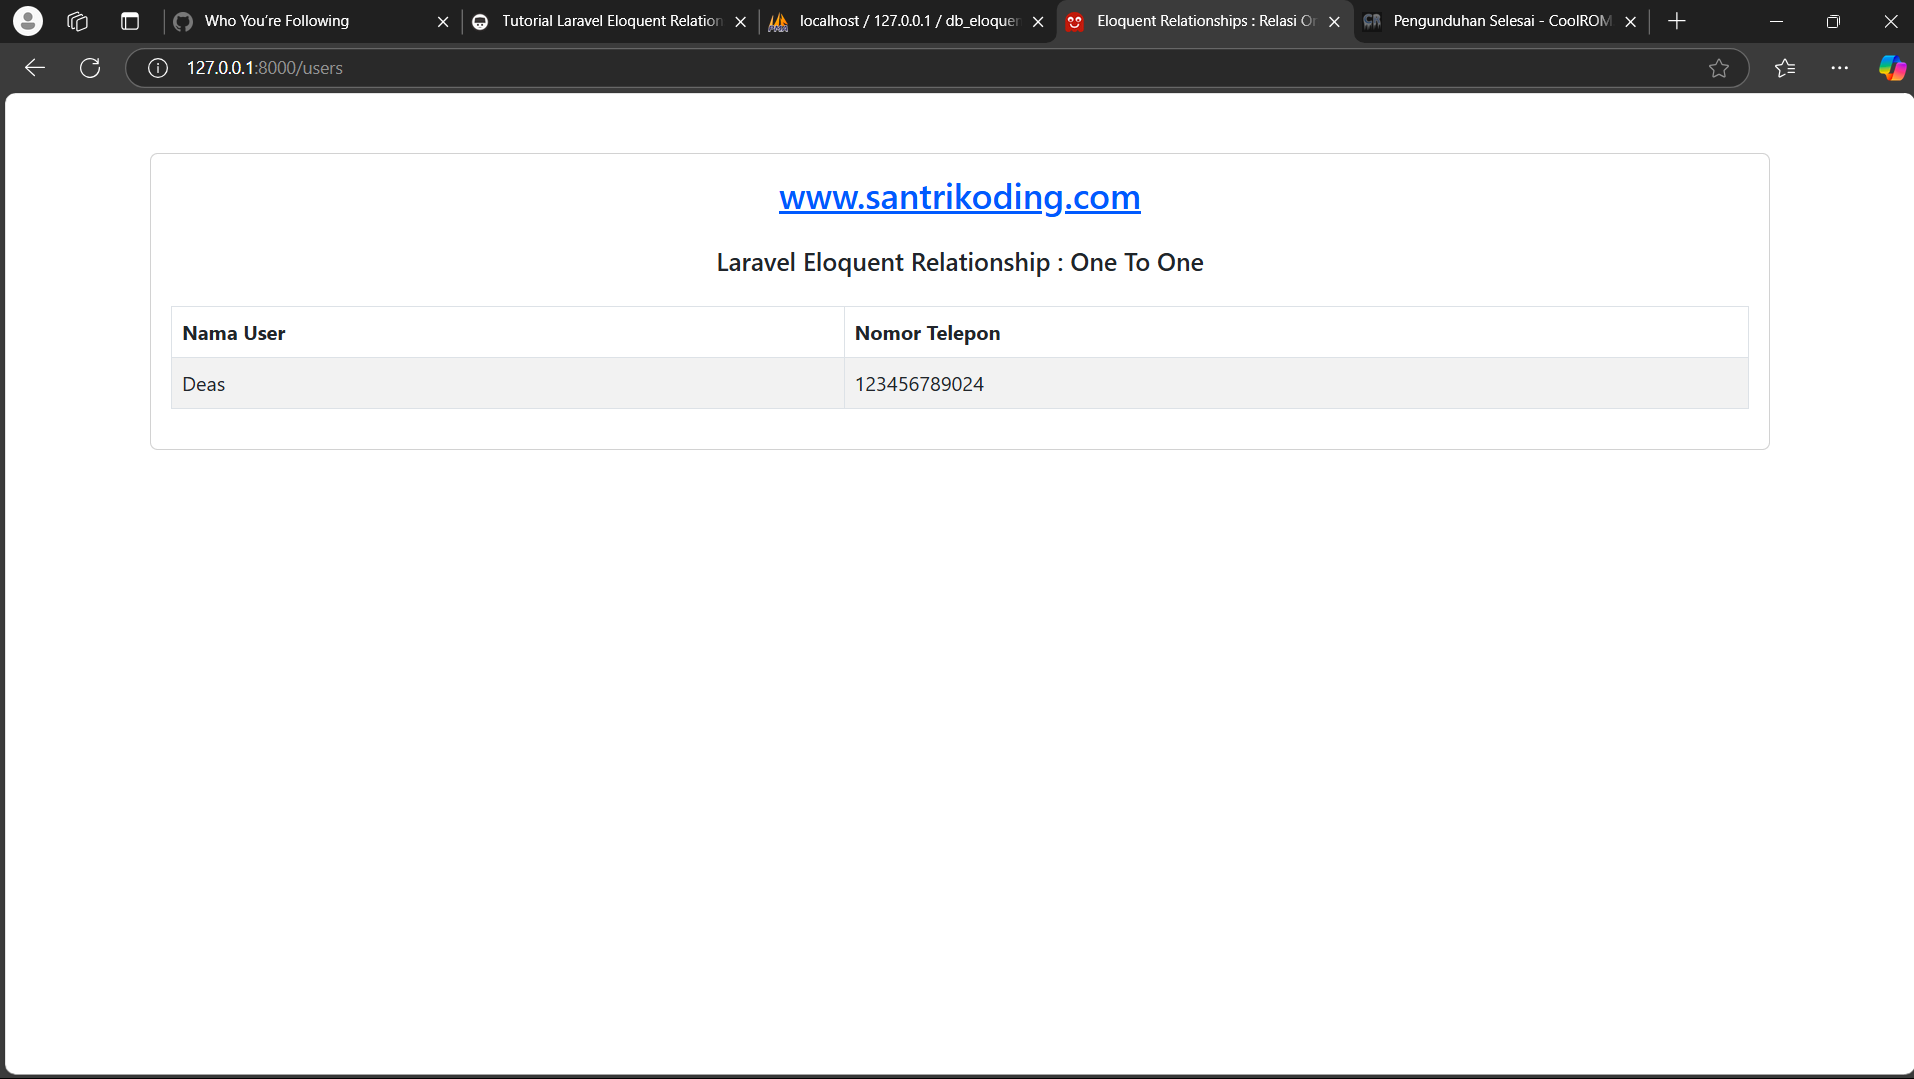 Who You’re Following
Tutorial Laravel Eloquent Relation
localhost / 127.0.0.1 / db_eloquen
Eloquent Relationships : Relasi On
Pengunduhan Selesai - CoolROM
127.0.0.1:8000/users
www.santrikoding.com
Laravel Eloquent Relationship : One To One
Nama User
Nomor Telepon
Deas
123456789024